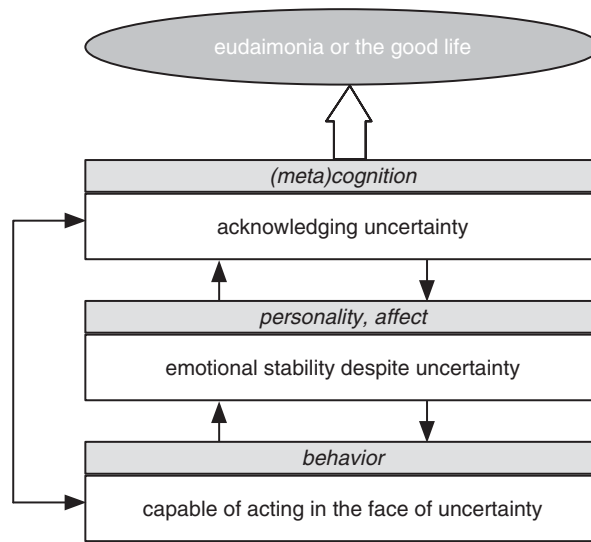 eudaimonia or the good life
(meta)cognition
acknowledging uncertainty
personality, affect
emotional stability despite uncertainty
behavior
capable of acting in the face of uncertainty